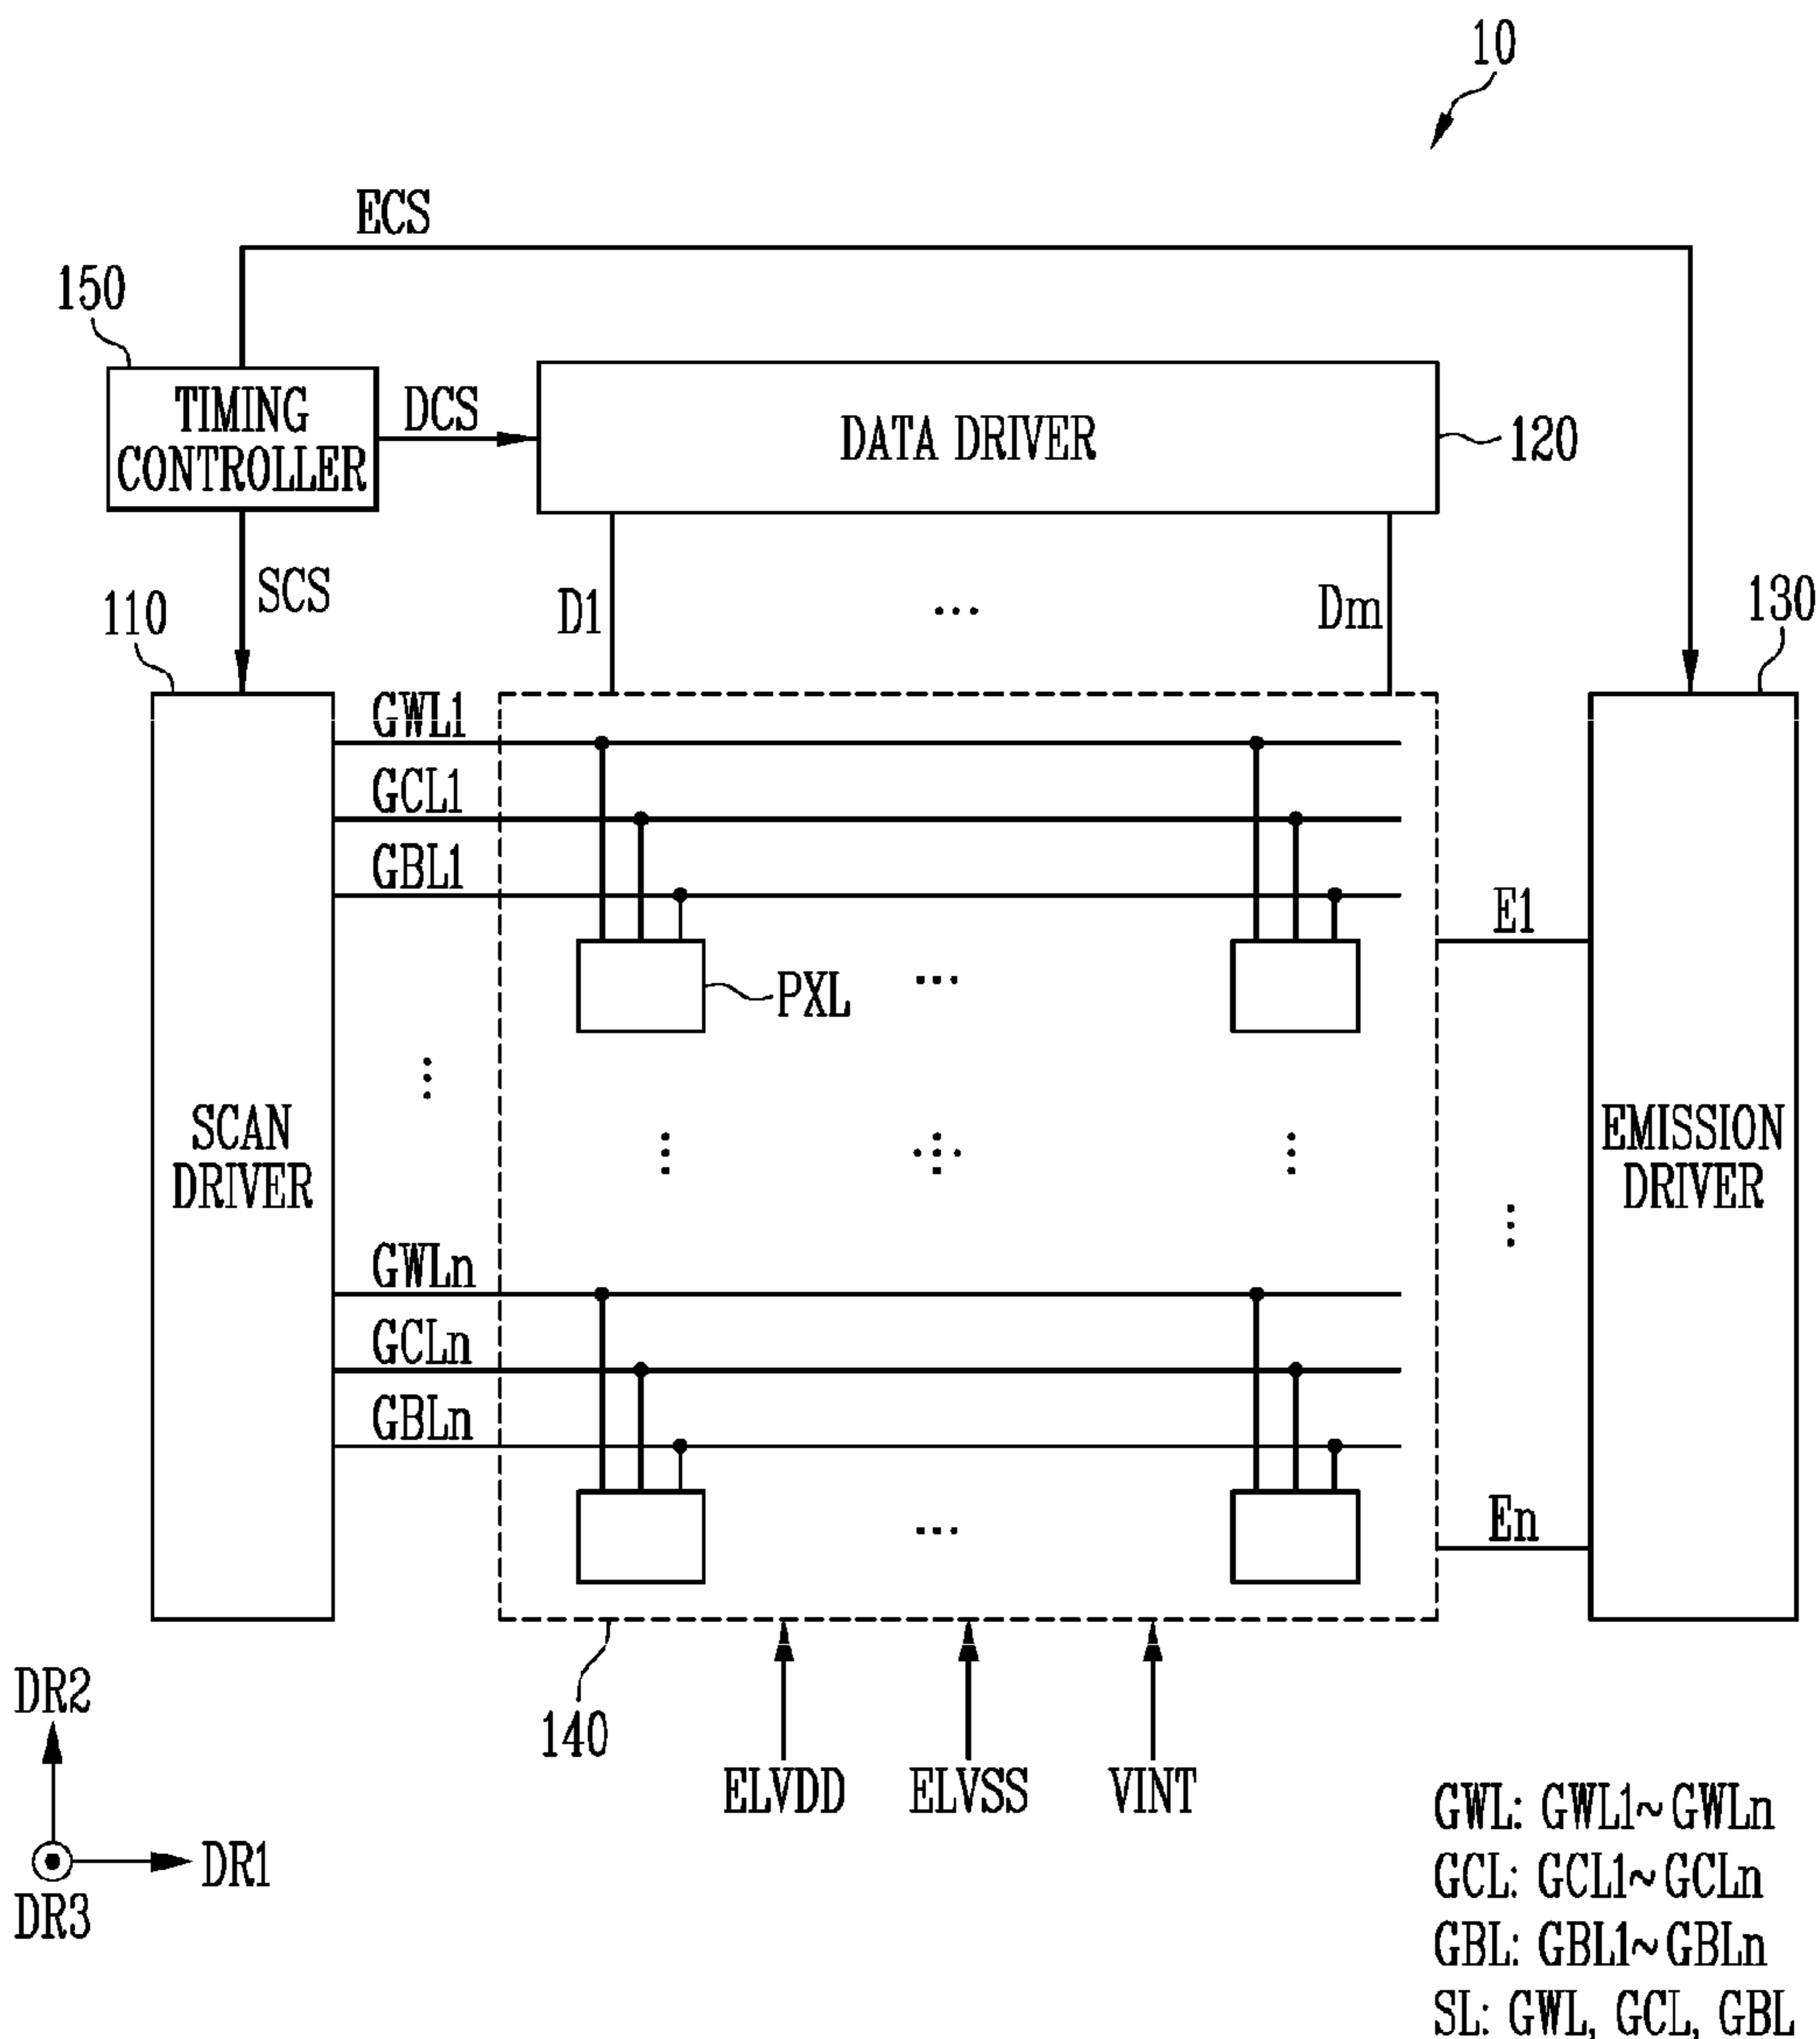 10
ECS
150
TIMING
CONTROLLER
DCS
DATA DRIVER
120
SCS
110
D1
...
Dm
130
GWL1
GCL1
GBL1
E1
PXL
...
SCAN
DRIVER
EMISSION
DRIVER
GWLn
GCLn
GBLn
...
En
140
ELVDD
ELVSS
VINT
DR2
DR1
DR3
GWL: GWL1~GWLn
GCL: GCL1~GCLn
GBL: GBL1~GBLn
SL: GWL, GCL, GBL